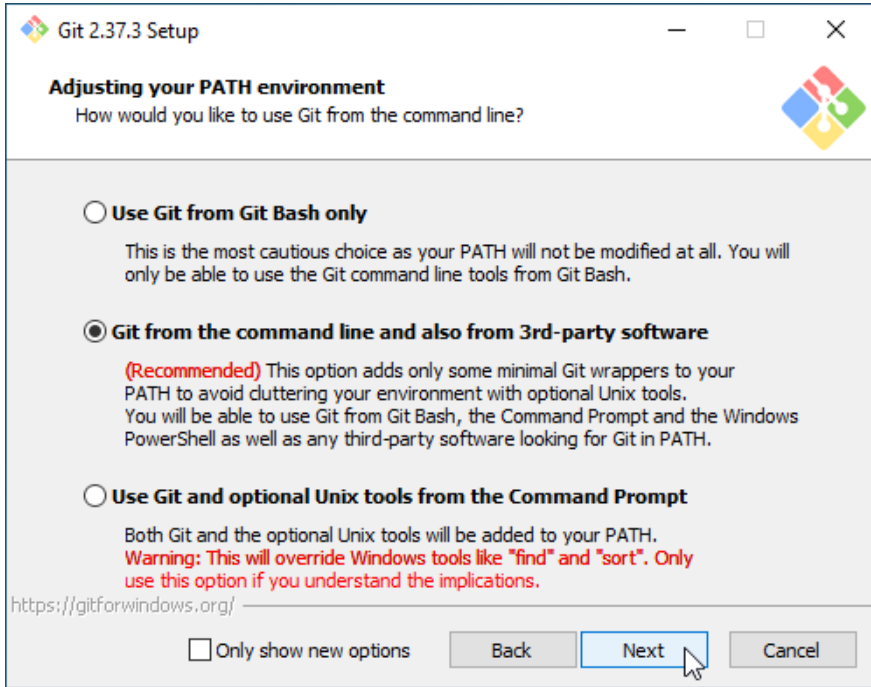 Git 2.37.3 Setup
Adjusting your PATH environment
How would you like to use Git from the command line?
Use Git from Git Bash only
This is the most cautious choice as your PATH will not be modified at all. You will
only be able to use the Git command line tools from Git Bash.
Git from the command line and also from 3rd-party software
(Recommended) This option adds only some minimal Git wrappers to your
PATH to avoid cluttering your environment with optional Unix tools.
You will be able to use Git from Git Bash, the Command Prompt and the Windows
PowerShell as well as any third-party software looking for Git in PATH.
Use Git and optional Unix tools from the Command Prompt
Both Git and the optional Unix tools will be added to your PATH.
Warning: This will override Windows tools like "find" and "sort". Only
use this option if you understand the implications.
https://gitforwindows.org/
Only show new options Back Next Cancel